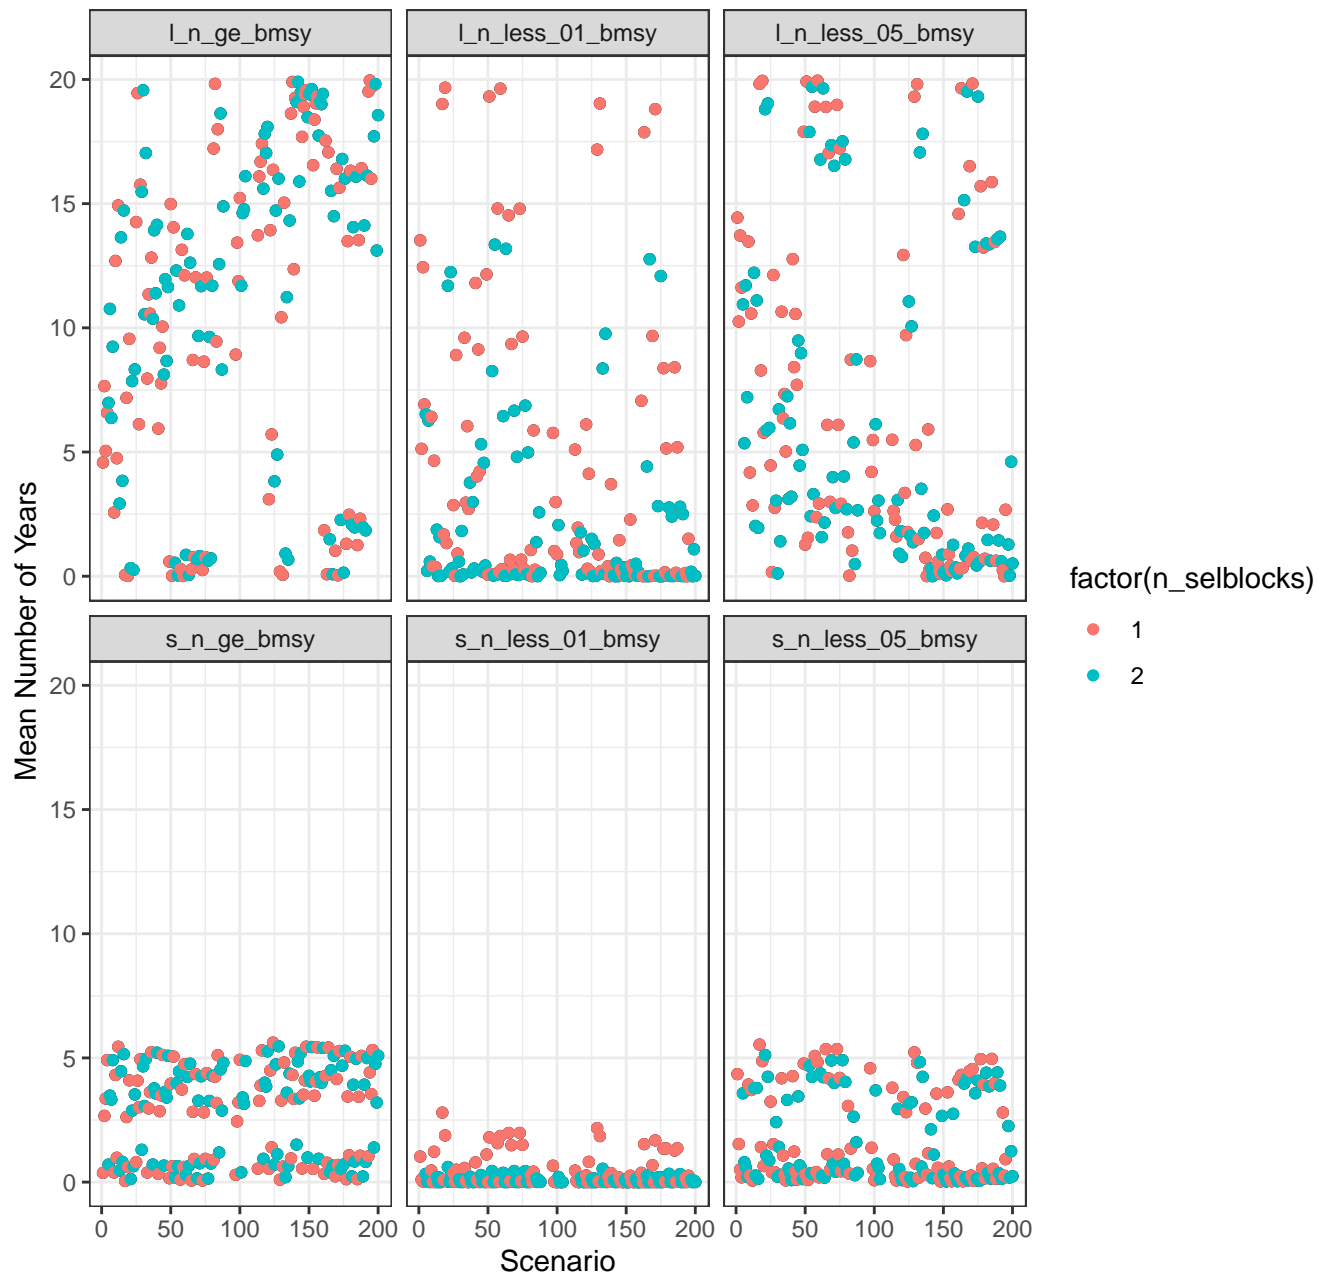 l_n_ge_bmsy
l_n_less_01_bmsy
l_n_less_05_bmsy
20
15
10
5
0
s_n_ge_bmsy
s_n_less_01_bmsy
s_n_less_05_bmsy
20
15
10
5
0
0 50 100 150 200
0 50 100 150 200
0 50 100 150 200
Scenario
Mean Number of Years
factor(n_selblocks)
1
2